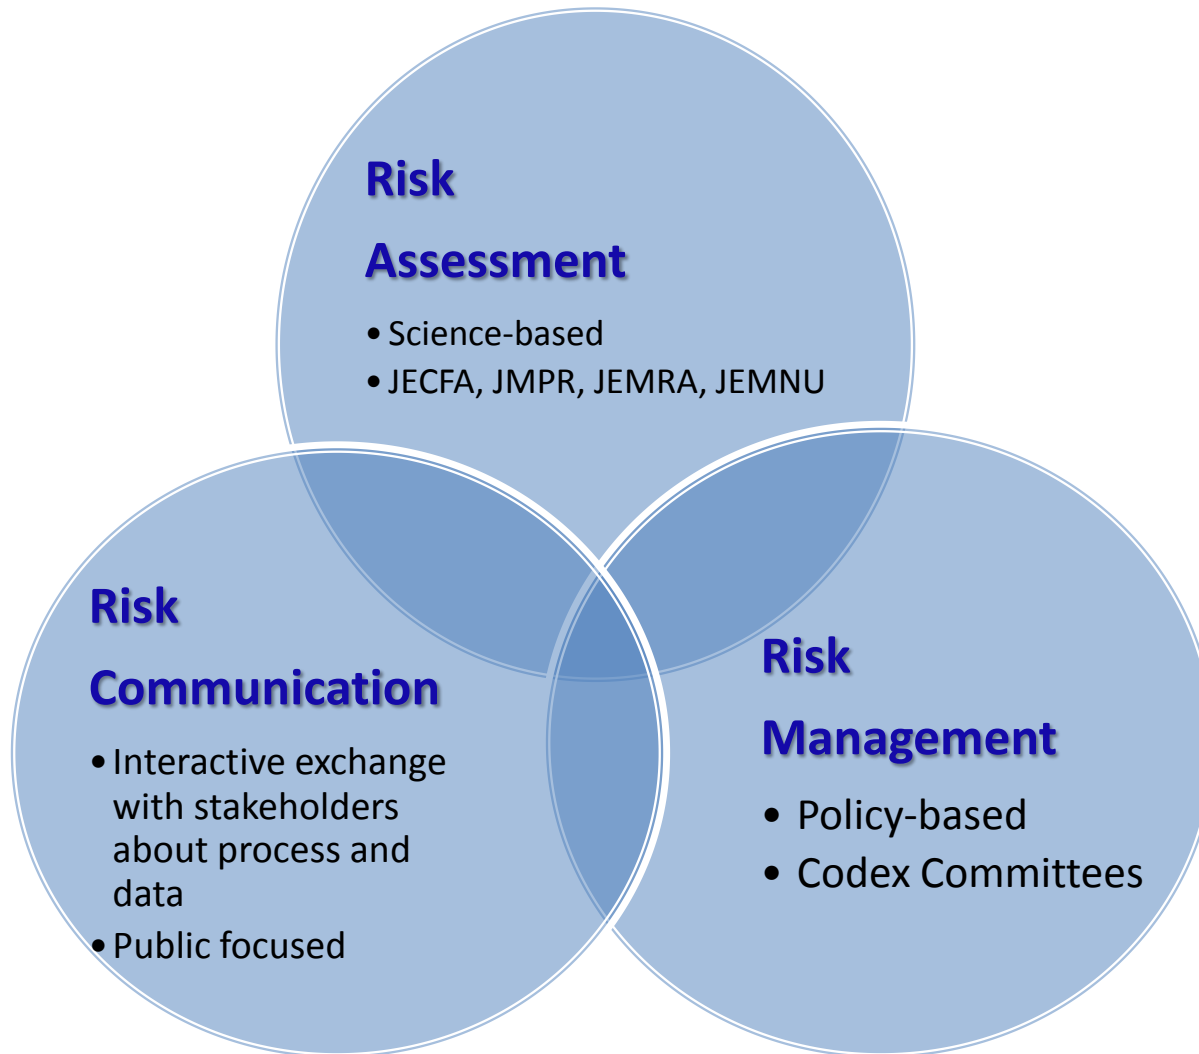 Risk
Assessment
• Science-based
• JECFA, JMPR, JEMRA, JEMNU
Risk
Communication
• Interactive exchange
with stakeholders
about process and
data
• Public focused
Risk
Management
• Policy-based
• Codex Committees